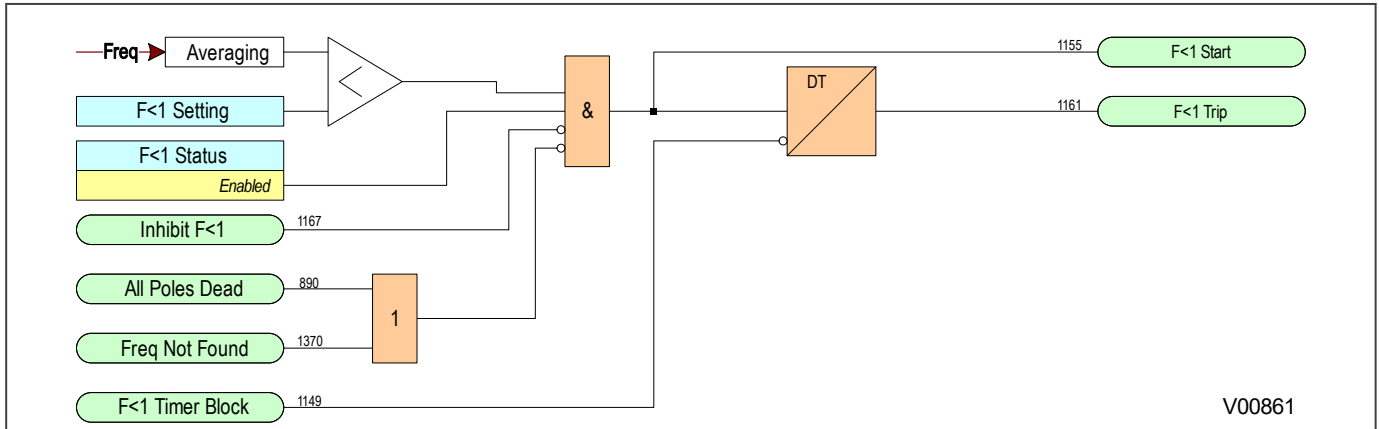 Freq
Averaging
<
F<1 Setting
F<1 Status
Enabled
Inhibit F<1
1167
All Poles Dead
890
Freq Not Found
1370
1
F<1 Timer Block
1149
&
DT
1155
F<1 Start
1161
F<1 Trip
V00861